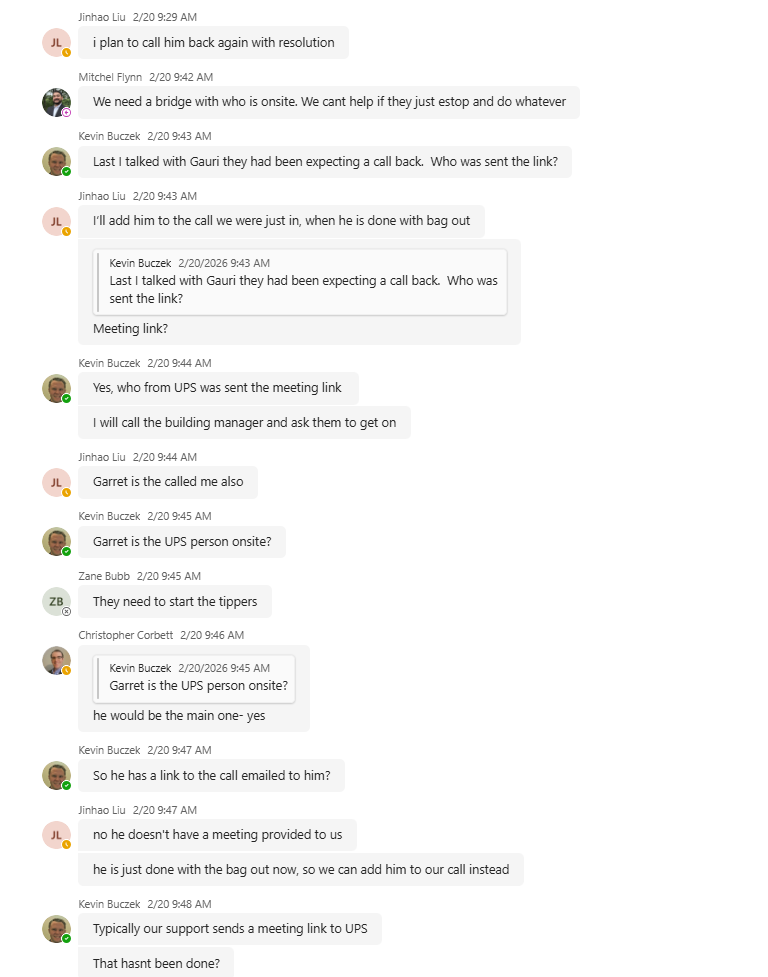 Jinhao Liu 2/20 9:29 AM
JL
i plan to call him back again with resolution
Mitchel Flynn 2/20 9:42 AM
We need a bridge with who is onsite. We cant help if they just estop and do whatever
Kevin Buczek 2/20 9:43 AM
Last I talked with Gauri they had been expecting a call back. Who was sent the link?
Jinhao Liu 2/20 9:43 AM
JL
I'll add him to the call we were just in, when he is done with bag out
Kevin Buczek 2/20/2026 9:43 AM
Last I talked with Gauri they had been expecting a call back. Who was
sent the link?
Meeting link?
Kevin Buczek 2/20 9:44 AM
Yes, who from UPS was sent the meeting link
I will call the building manager and ask them to get on
Jinhao Liu 2/20 9:44 AM
JL
Garret is the called me also
Kevin Buczek 2/20 9:45 AM
Garret is the UPS person onsite?
Zane Bubb 2/20 9:45 AM
ZB
They need to start the tippers
Christopher Corbett 2/20 9:46 AM
Kevin Buczek 2/20/2026 9:45 AM
Garret is the UPS person onsite?
he would be the main one- yes
Kevin Buczek 2/20 9:47 AM
So he has a link to the call emailed to him?
Jinhao Liu 2/20 9:47 AM
JL
no he doesn't have a meeting provided to us
he is just done with the bag out now, so we can add him to our call instead
Kevin Buczek 2/20 9:48 AM
Typically our support sends a meeting link to UPS
That hasnt been done?